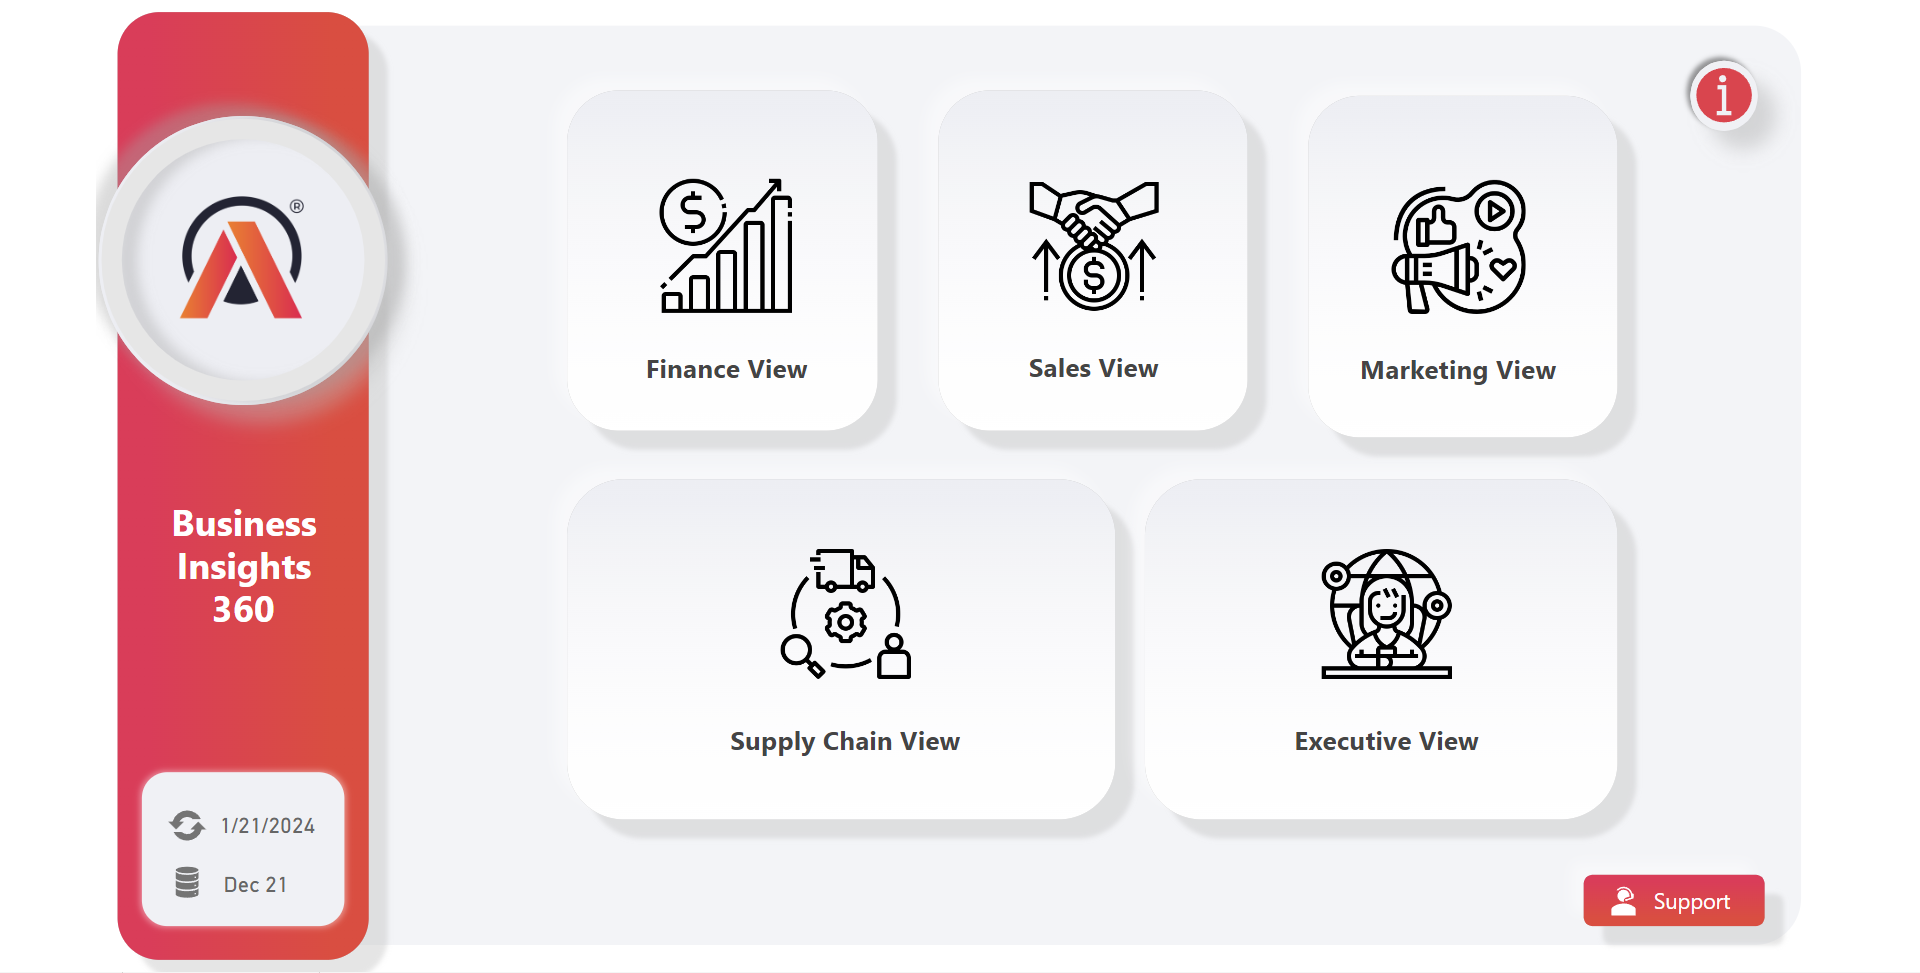 ®
Business
Insights
360
1/21/2024
Dec 21
$
Finance View
$
Sales View
Marketing View
Supply Chain View
Executive View
i
Support